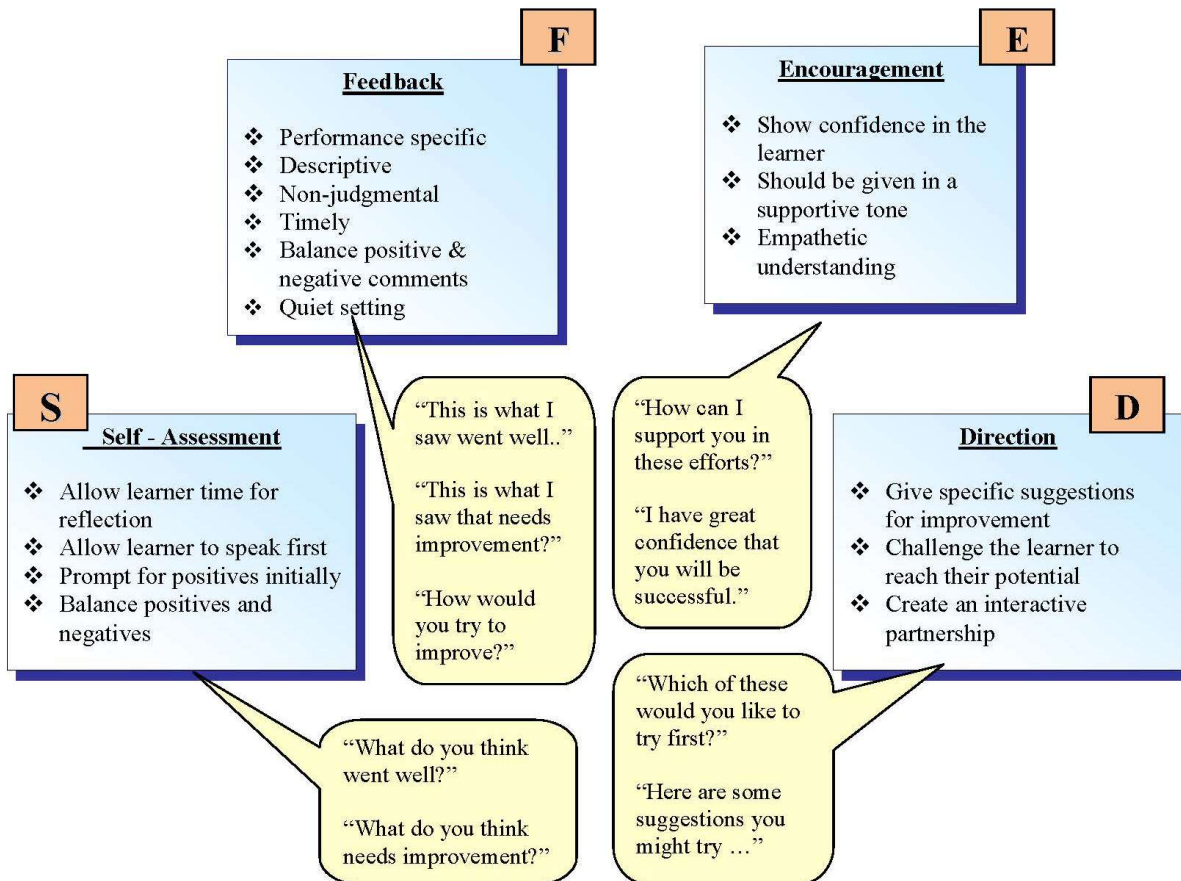 F
Feedback
❖ Performance specific
❖ Descriptive
❖ Non-judgmental
❖ Timely
❖ Balance positive &
negative comments
❖ Quiet setting
E
Encouragement
❖ Show confidence in the
learner
❖ Should be given in a
supportive tone
❖ Empathetic
understanding
S
Self - Assessment
❖ Allow learner time for
reflection
❖ Allow learner to speak first
❖ Prompt for positives initially
❖ Balance positives and
negatives
“This is what I
saw went well..”
“This is what I
saw that needs
improvement?”
“How would
you try to
improve?”
“How can I
support you in
these efforts?”
“I have great
confidence that
you will be
successful.”
D
Direction
❖ Give specific suggestions
for improvement
❖ Challenge the learner to
reach their potential
❖ Create an interactive
partnership
“What do you think
went well?”
“What do you think
needs improvement?”
“Which of these
would you like to
try first?”
“Here are some
suggestions you
might try …”